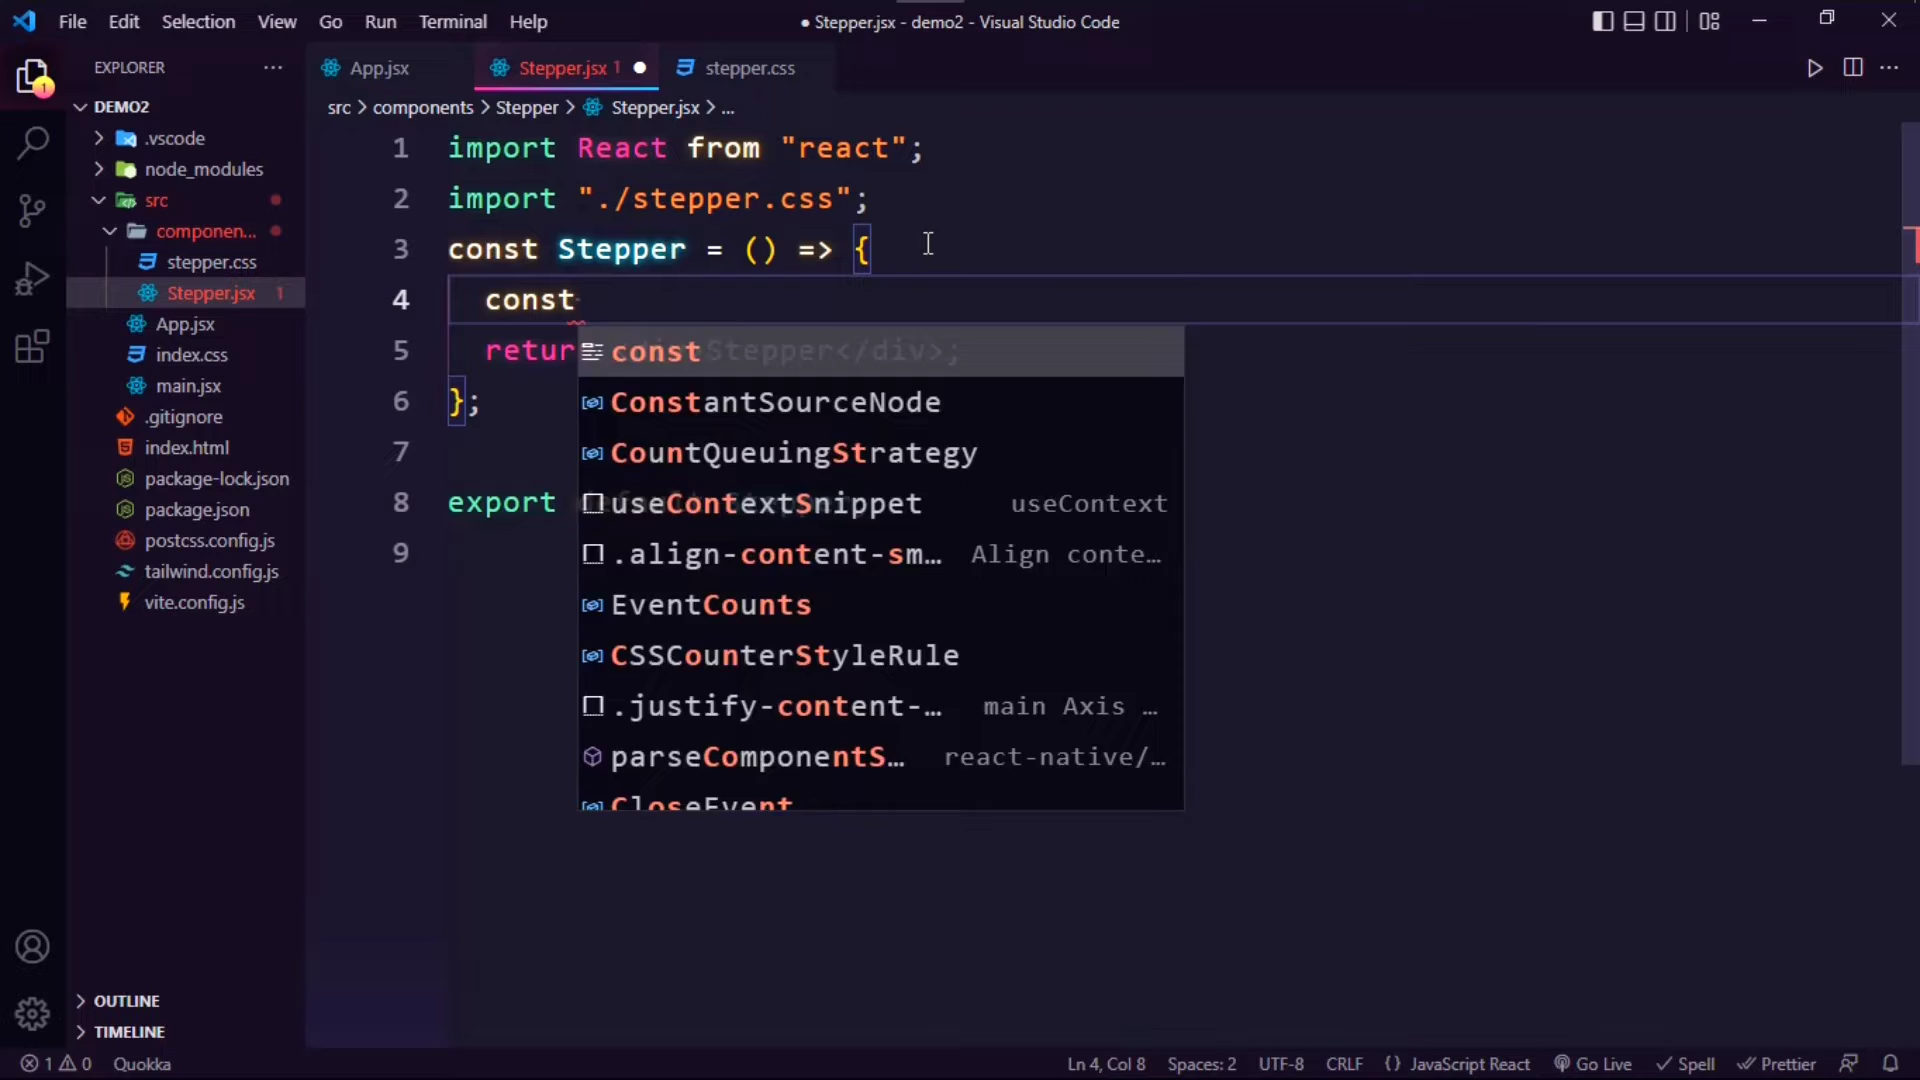 File Edit Selection View Go Run Terminal Help
● Stepper.jsx - demo2 - Visual Studio Code
EXPLORER ...
App.jsx
Stepper.jsx 1 ●
stepper.css
1
DEMO2
.vscode
node_modules
src
componen...
stepper.css
Stepper.jsx 1
App.jsx
index.css
main.jsx
.gitignore
index.html
package-lock.json
package.json
postcss.config.js
tailwind.config.js
vite.config.js
OUTLINE
TIMELINE
src > components > Stepper > Stepper.jsx > ...
1 import React from "react";
2 import "./stepper.css";
3 const Stepper = () => {
4 const
5 retur Stepper</div>;
6 };
7
8 export
9
const
ConstantSourceNode
CountQueuingStrategy
useContextSnippet useContext
.align-content-sm… Align conte…
EventCounts
CSSCounterStyleRule
.justify-content-… main Axis …
parseComponentS… react-native/…
CloseEvent
1 0 Quokka
Ln 4, Col 8 Spaces: 2 UTF-8 CRLF {} JavaScript React Go Live Spell Prettier